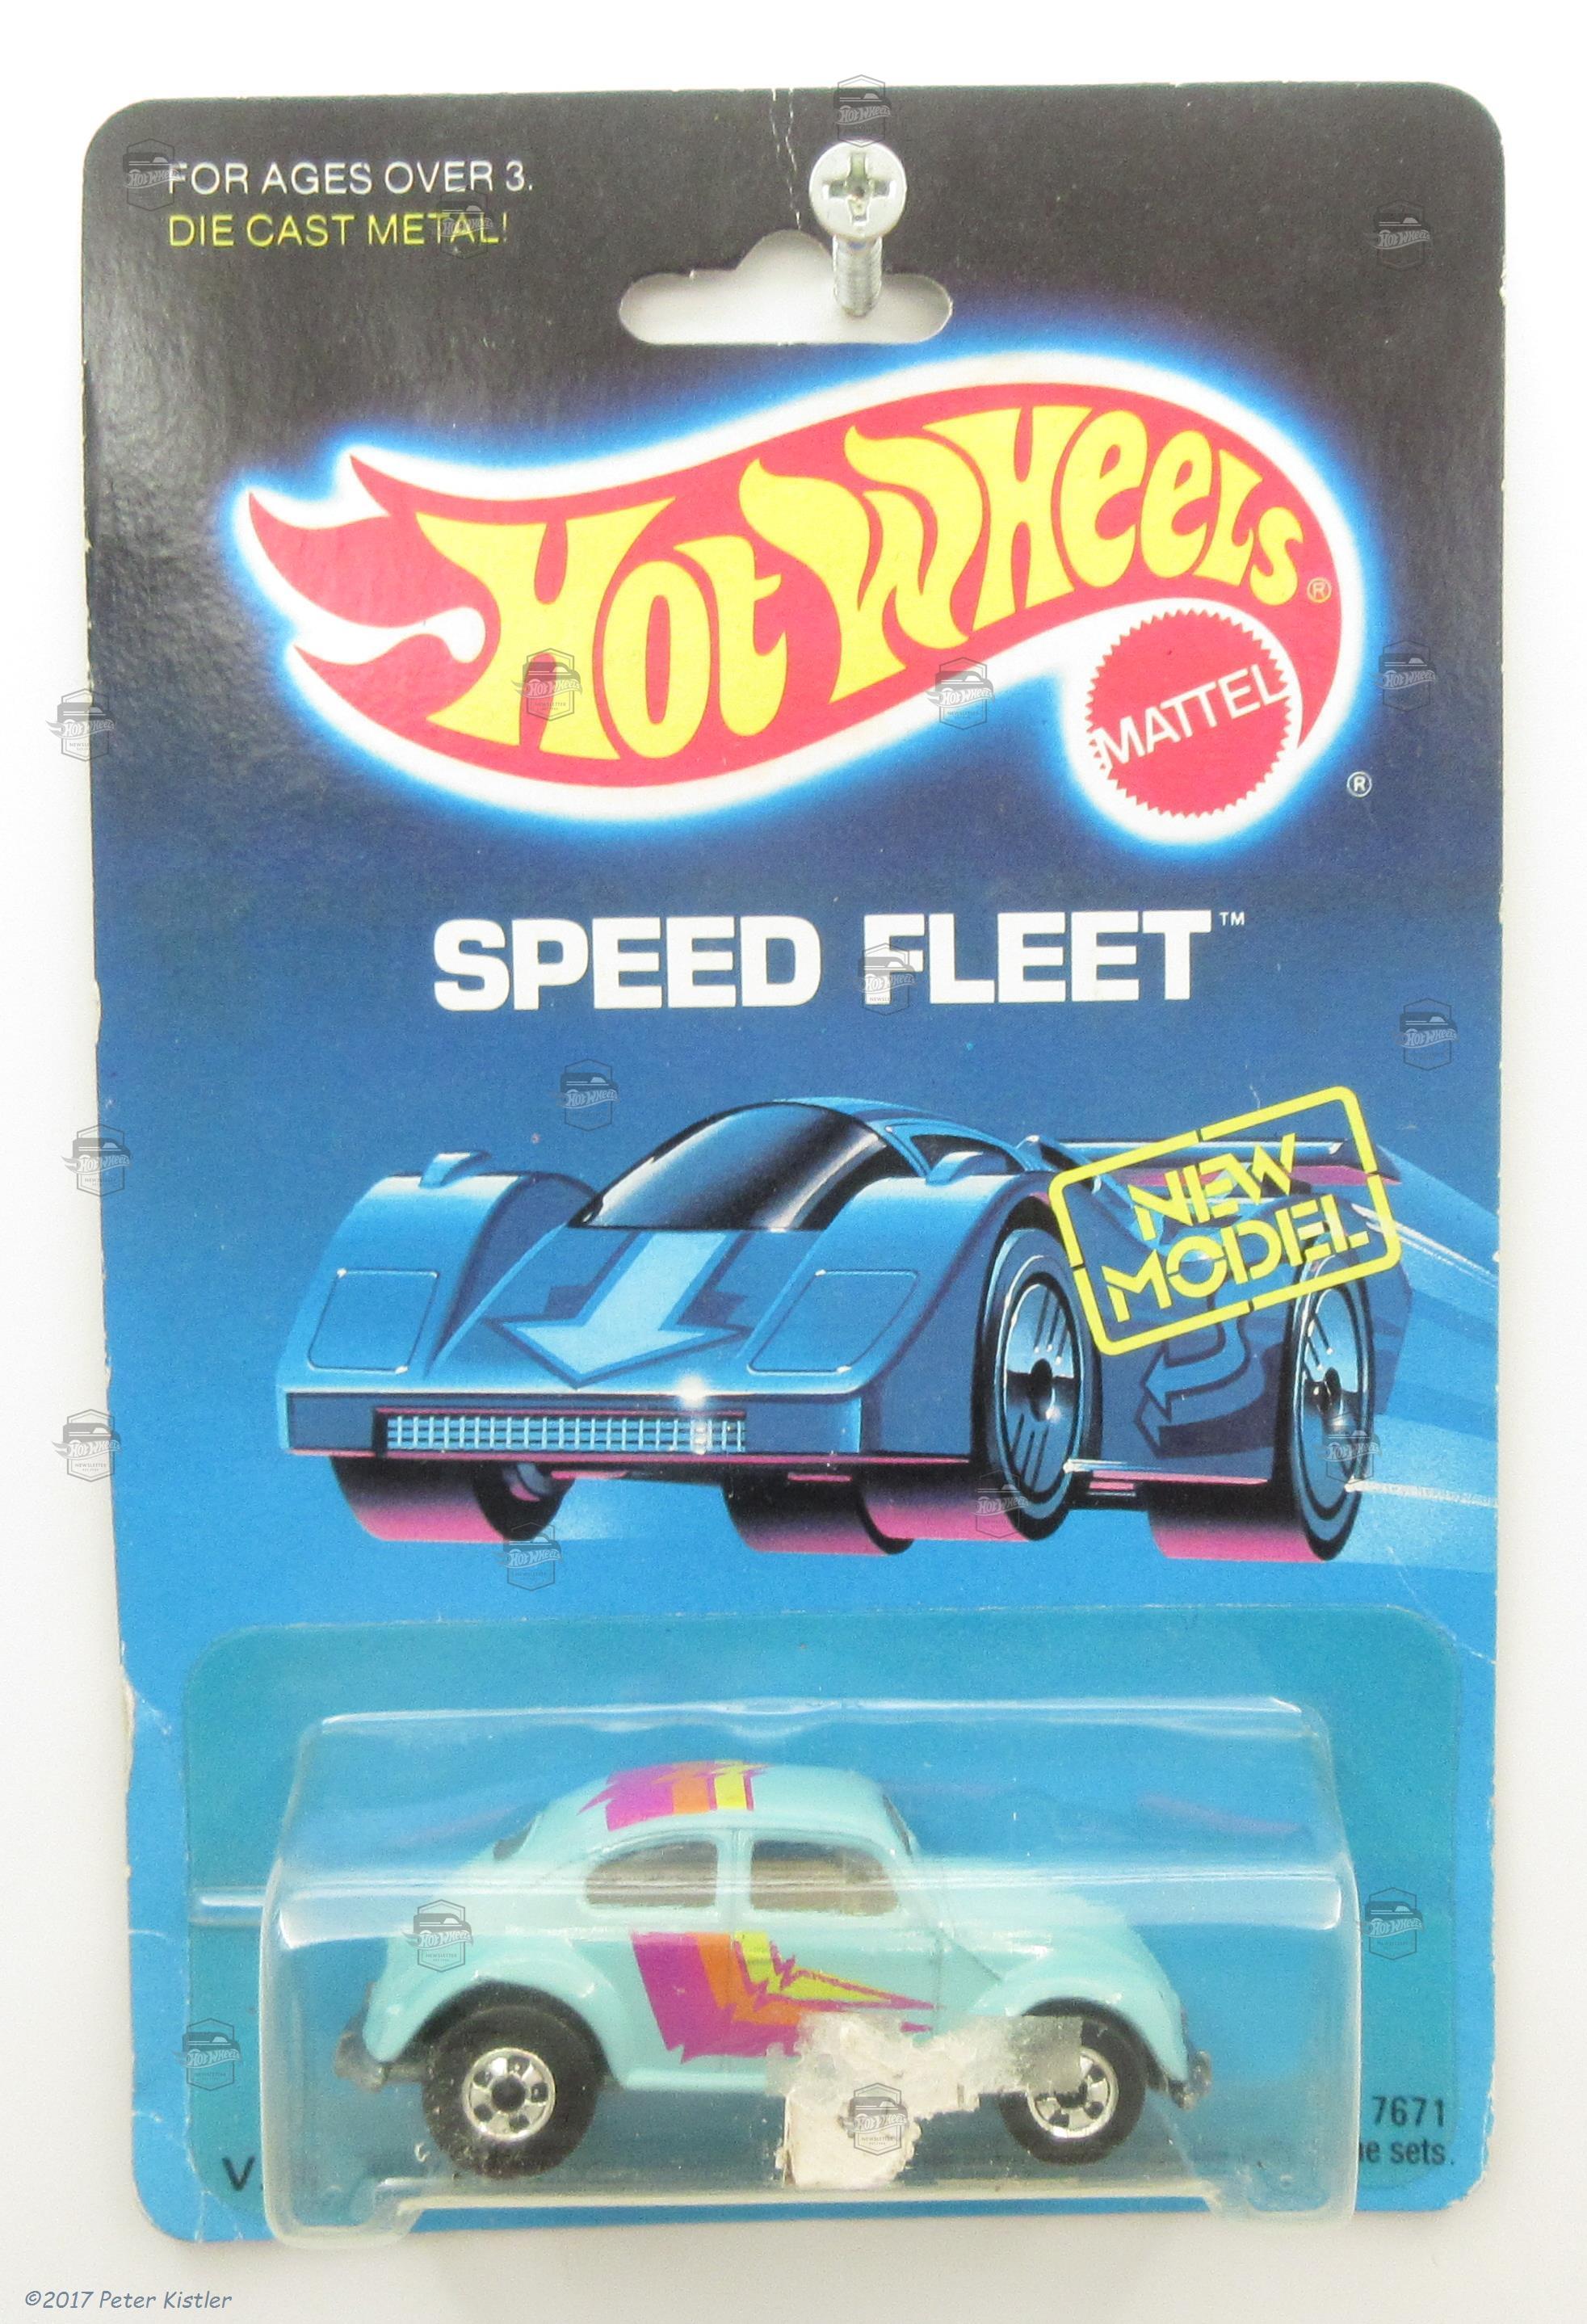 FOR AGES OVER 3.
DIE CAST METAL!
Hot Wheels®
MATTEL
®
SPEED FLEET™
NEW
MODEL
7671
sets.
V
©2017 Peter Kistler